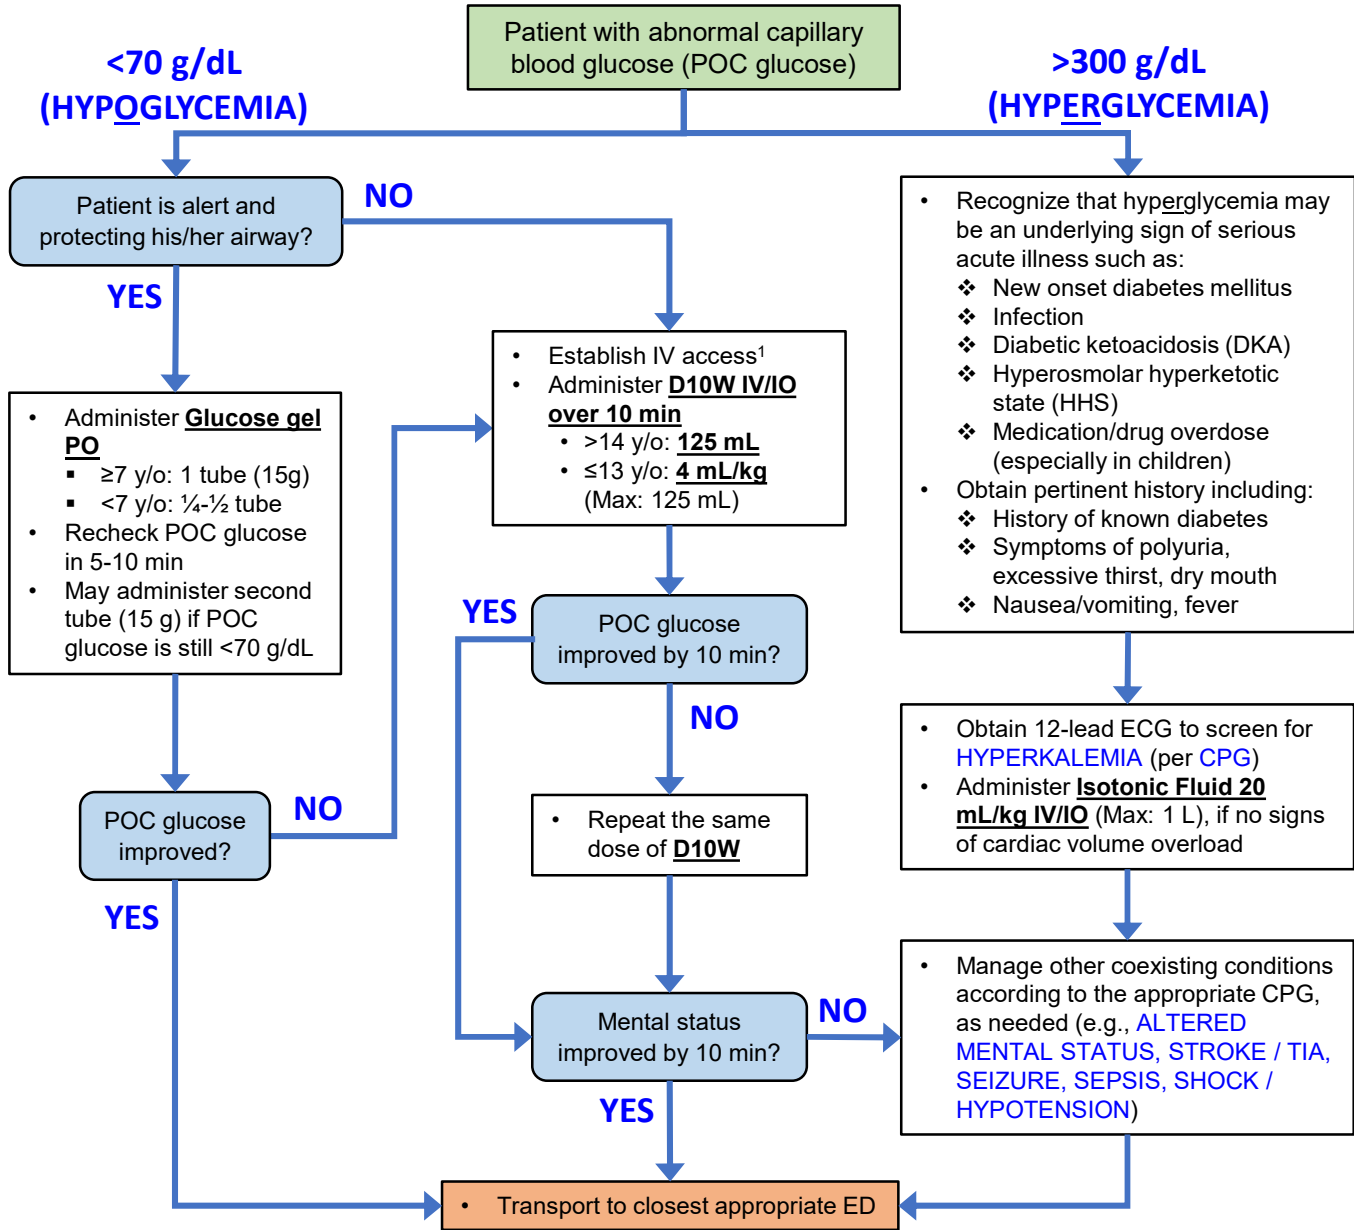 Patient with abnormal capillary
blood glucose (POC glucose)
<70 g/dL
(HYPOGLYCEMIA)
>300 g/dL
(HYPERGLYCEMIA)
Patient is alert and
protecting his/her airway?
NO
YES
• Administer Glucose gel
PO
▪ ≥7 y/o: 1 tube (15g)
▪ <7 y/o: ¼-½ tube
• Recheck POC glucose
in 5-10 min
• May administer second
tube (15 g) if POC
glucose is still <70 g/dL
POC glucose
improved?
NO
YES
• Establish IV access¹
• Administer D10W IV/IO
over 10 min
• >14 y/o: 125 mL
• ≤13 y/o: 4 mL/kg
(Max: 125 mL)
YES
POC glucose
improved by 10 min?
NO
• Repeat the same
dose of D10W
Mental status
improved by 10 min?
NO
YES
• Recognize that hyperglycemia may
be an underlying sign of serious
acute illness such as:
❖ New onset diabetes mellitus
❖ Infection
❖ Diabetic ketoacidosis (DKA)
❖ Hyperosmolar hyperketotic
state (HHS)
❖ Medication/drug overdose
(especially in children)
• Obtain pertinent history including:
❖ History of known diabetes
❖ Symptoms of polyuria,
excessive thirst, dry mouth
❖ Nausea/vomiting, fever
• Obtain 12-lead ECG to screen for
HYPERKALEMIA (per CPG)
• Administer Isotonic Fluid 20
mL/kg IV/IO (Max: 1 L), if no signs
of cardiac volume overload
• Manage other coexisting conditions
according to the appropriate CPG,
as needed (e.g., ALTERED
MENTAL STATUS, STROKE / TIA,
SEIZURE, SEPSIS, SHOCK /
HYPOTENSION)
• Transport to closest appropriate ED